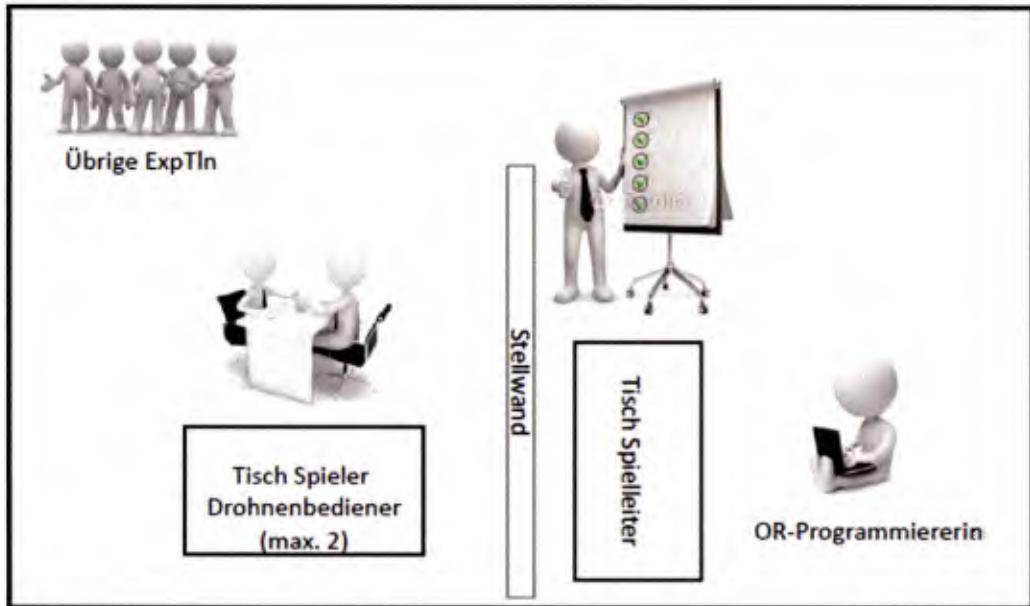 Übrige ExpTln
Stellwand
Tisch Spieler
Drohnenbediener
(max. 2)
Tisch Spielleiter
OR-Programmiererin